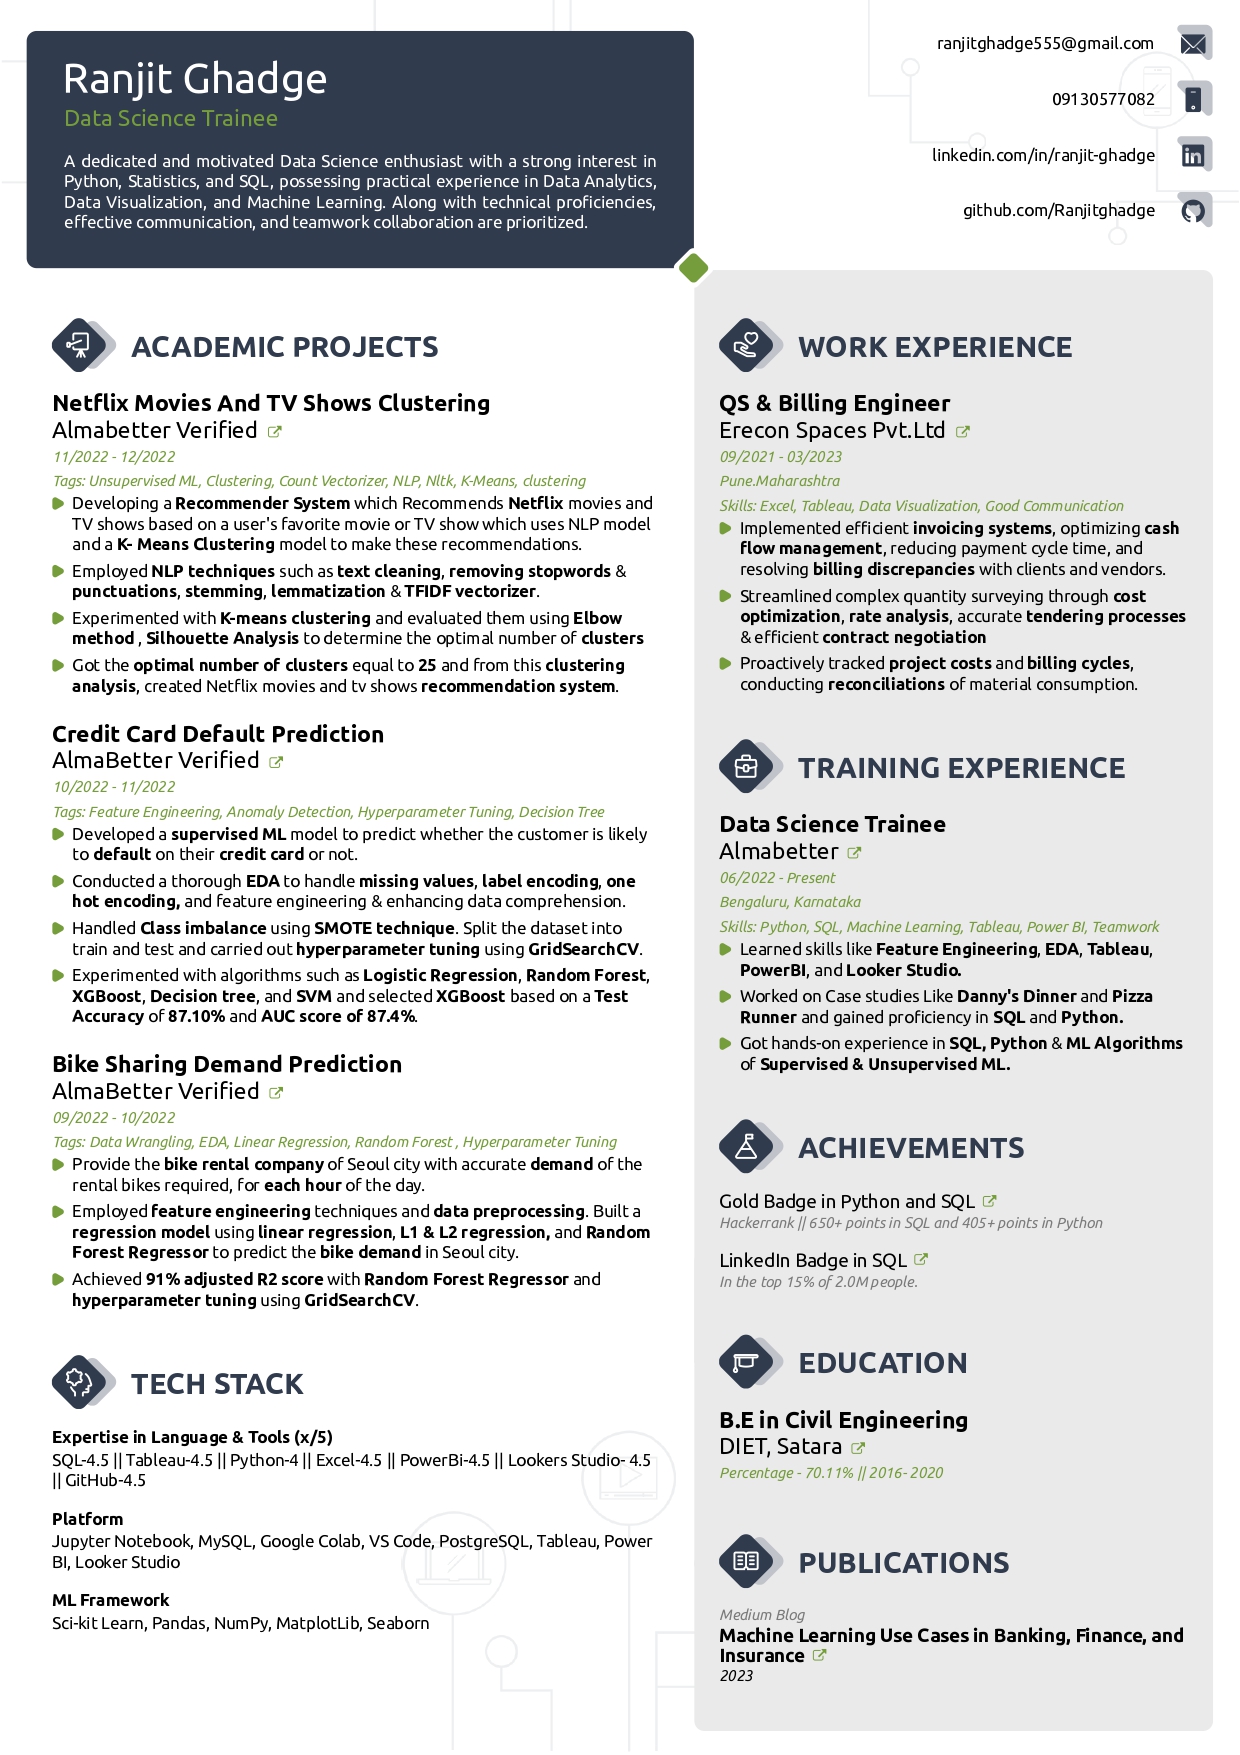 Ranjit Ghadge
Data Science Trainee
A dedicated and motivated Data Science enthusiast with a strong interest in
Python, Statistics, and SQL, possessing practical experience in Data Analytics,
Data Visualization, and Machine Learning. Along with technical proficiencies,
effective communication, and teamwork collaboration are prioritized.
ranjitghadge555@gmail.com
09130577082
linkedin.com/in/ranjit-ghadge
github.com/Ranjitghadge
ACADEMIC PROJECTS
Netflix Movies And TV Shows Clustering
Almabetter Verified
11/2022 - 12/2022
Tags: Unsupervised ML, Clustering, Count Vectorizer, NLP, Nltk, K-Means, clustering
Developing a Recommender System which Recommends Netflix movies and
TV shows based on a user's favorite movie or TV show which uses NLP model
and a K- Means Clustering model to make these recommendations.
Employed NLP techniques such as text cleaning, removing stopwords &
punctuations, stemming, lemmatization & TFIDF vectorizer.
Experimented with K-means clustering and evaluated them using Elbow
method , Silhouette Analysis to determine the optimal number of clusters
Got the optimal number of clusters equal to 25 and from this clustering
analysis, created Netflix movies and tv shows recommendation system.
Credit Card Default Prediction
AlmaBetter Verified
10/2022 - 11/2022
Tags: Feature Engineering, Anomaly Detection, Hyperparameter Tuning, Decision Tree
Developed a supervised ML model to predict whether the customer is likely
to default on their credit card or not.
Conducted a thorough EDA to handle missing values, label encoding, one
hot encoding, and feature engineering & enhancing data comprehension.
Handled Class imbalance using SMOTE technique. Split the dataset into
train and test and carried out hyperparameter tuning using GridSearchCV.
Experimented with algorithms such as Logistic Regression, Random Forest,
XGBoost, Decision tree, and SVM and selected XGBoost based on a Test
Accuracy of 87.10% and AUC score of 87.4%.
Bike Sharing Demand Prediction
AlmaBetter Verified
09/2022 - 10/2022
Tags: Data Wrangling, EDA, Linear Regression, Random Forest , Hyperparameter Tuning
Provide the bike rental company of Seoul city with accurate demand of the
rental bikes required, for each hour of the day.
Employed feature engineering techniques and data preprocessing. Built a
regression model using linear regression, L1 & L2 regression, and Random
Forest Regressor to predict the bike demand in Seoul city.
Achieved 91% adjusted R2 score with Random Forest Regressor and
hyperparameter tuning using GridSearchCV.
TECH STACK
Expertise in Language & Tools (x/5)
SQL-4.5 || Tableau-4.5 || Python-4 || Excel-4.5 || PowerBi-4.5 || Lookers Studio- 4.5
|| GitHub-4.5
Platform
Jupyter Notebook, MySQL, Google Colab, VS Code, PostgreSQL, Tableau, Power
BI, Looker Studio
ML Framework
Sci-kit Learn, Pandas, NumPy, MatplotLib, Seaborn
WORK EXPERIENCE
QS & Billing Engineer
Erecon Spaces Pvt.Ltd
09/2021 - 03/2023
Pune.Maharashtra
Skills: Excel, Tableau, Data Visualization, Good Communication
Implemented efficient invoicing systems, optimizing cash
flow management, reducing payment cycle time, and
resolving billing discrepancies with clients and vendors.
Streamlined complex quantity surveying through cost
optimization, rate analysis, accurate tendering processes
& efficient contract negotiation
Proactively tracked project costs and billing cycles,
conducting reconciliations of material consumption.
TRAINING EXPERIENCE
Data Science Trainee
Almabetter
06/2022 - Present
Bengaluru, Karnataka
Skills: Python, SQL, Machine Learning, Tableau, Power BI, Teamwork
Learned skills like Feature Engineering, EDA, Tableau,
PowerBI, and Looker Studio.
Worked on Case studies Like Danny's Dinner and Pizza
Runner and gained proficiency in SQL and Python.
Got hands-on experience in SQL, Python & ML Algorithms
of Supervised & Unsupervised ML.
ACHIEVEMENTS
Gold Badge in Python and SQL
Hackerrank || 650+ points in SQL and 405+ points in Python
LinkedIn Badge in SQL
In the top 15% of 2.0M people.
EDUCATION
B.E in Civil Engineering
DIET, Satara
Percentage - 70.11% || 2016- 2020
PUBLICATIONS
Medium Blog
Machine Learning Use Cases in Banking, Finance, and
Insurance
2023